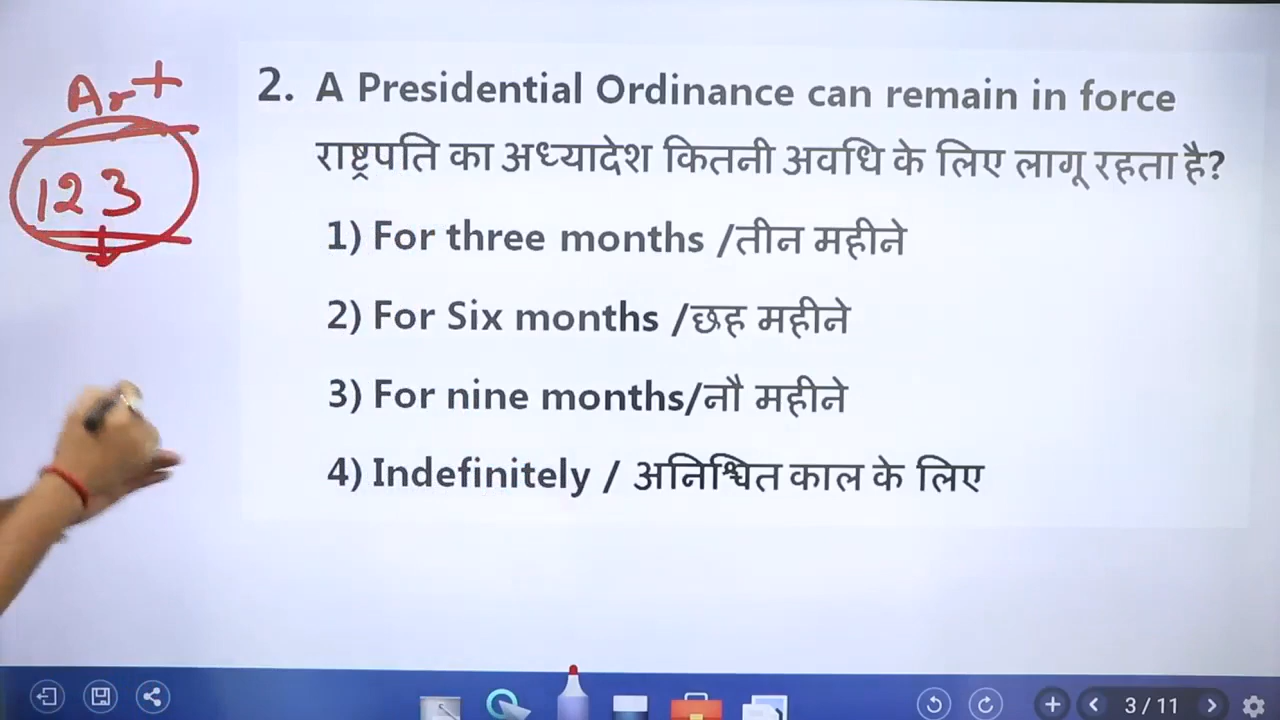 Art
123
2. A Presidential Ordinance can remain in force
राष्ट्रपति का अध्यादेश कितनी अवधि के लिए लागू रहता है?
1) For three months /तीन महीने
2) For Six months /छह महीने
3) For nine months/नौ महीने
4) Indefinitely / अनिश्चित काल के लिए
3 / 11